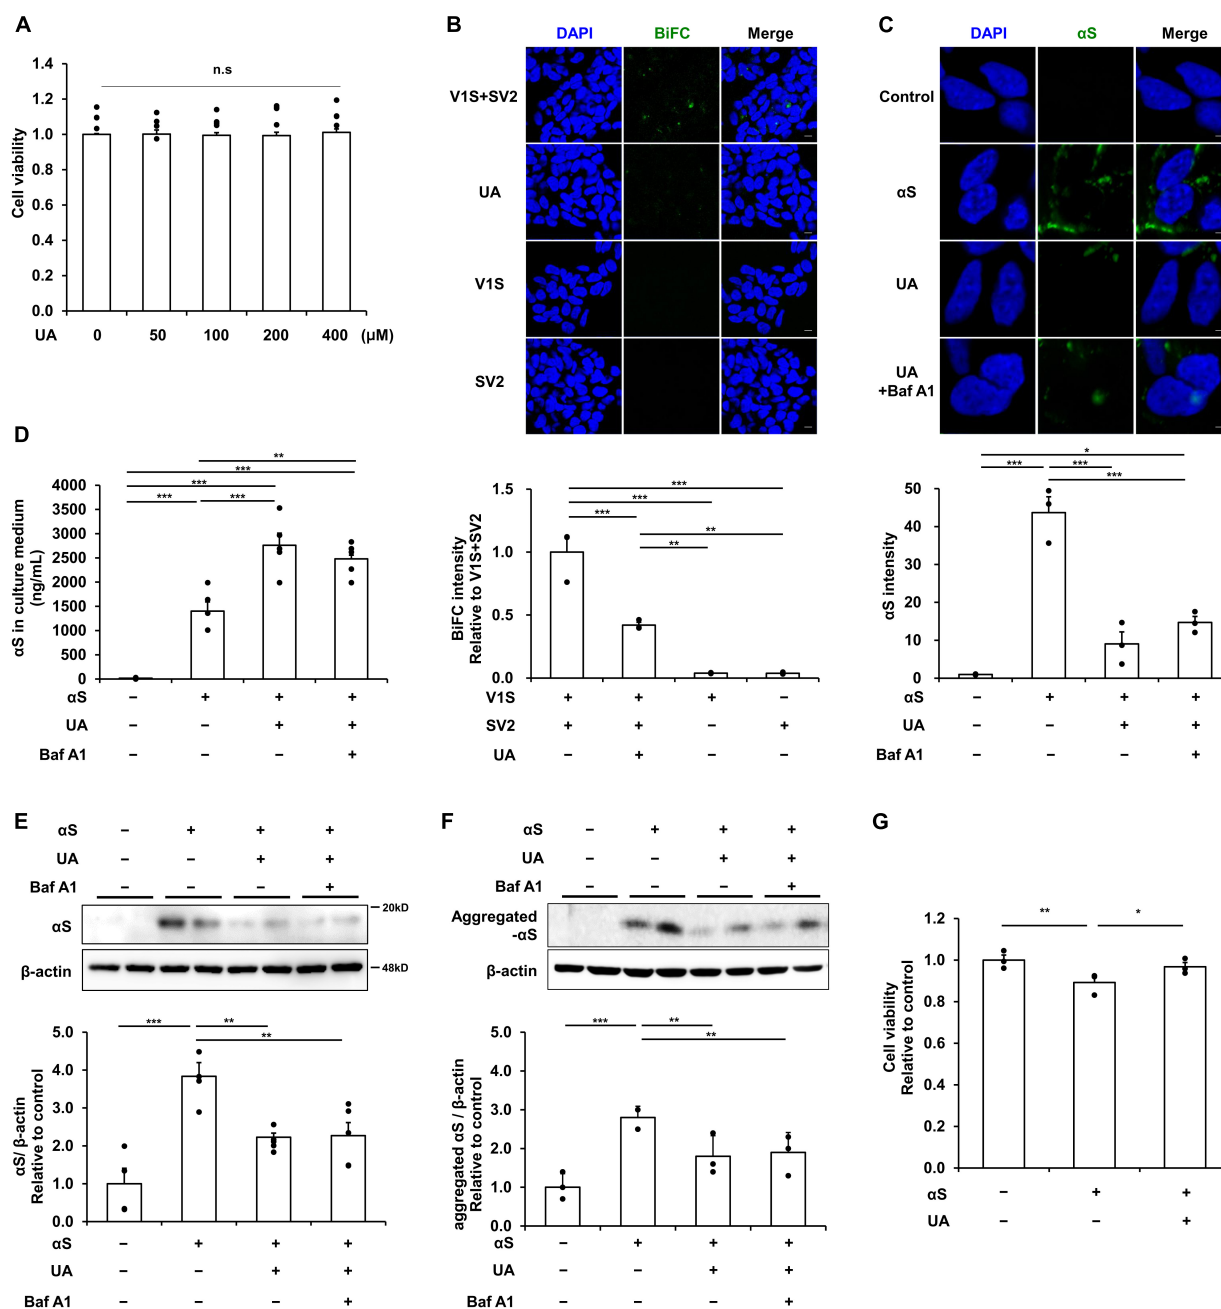 A
n.s
Cell viability
1.4
1.2
1.0
0.8
0.6
0.4
0.2
0.0
UA 0 50 100 200 400 (µM)
B
DAPI BiFC Merge
V1S+SV2
UA
V1S
SV2
BiFC intensity
Relative to V1S+SV2
*** *** *** ** **
1.5
1.0
0.5
0.0
V1S + + + −
SV2 + + − +
UA − + − −
C
DAPI αS Merge
Control
αS
UA
UA
+Baf A1
αS intensity
* *** *** ***
50
40
30
20
10
0
αS − + + +
UA − − + +
Baf A1 − − − +
D
αS in culture medium
(ng/mL)
** *** *** *** ***
4000
3500
3000
2500
2000
1500
1000
500
0
αS − + + +
UA − − + +
Baf A1 − − − +
E
αS − + + +
UA − − + +
Baf A1 − − − +
αS
20kD
β-actin
48kD
αS/ β-actin
Relative to control
*** ** **
5.0
4.0
3.0
2.0
1.0
0.0
αS − + + +
UA − − + +
Baf A1 − − − +
F
αS − + + +
UA − − + +
Baf A1 − − − +
Aggregated
-αS
β-actin
aggregated αS / β-actin
Relative to control
*** ** **
5.0
4.0
3.0
2.0
1.0
0.0
αS − + + +
UA − − + +
Baf A1 − − − +
G
Cell viability
Relative to control
** *
1.2
1.0
0.8
0.6
0.4
0.2
0.0
αS − + +
UA − − +